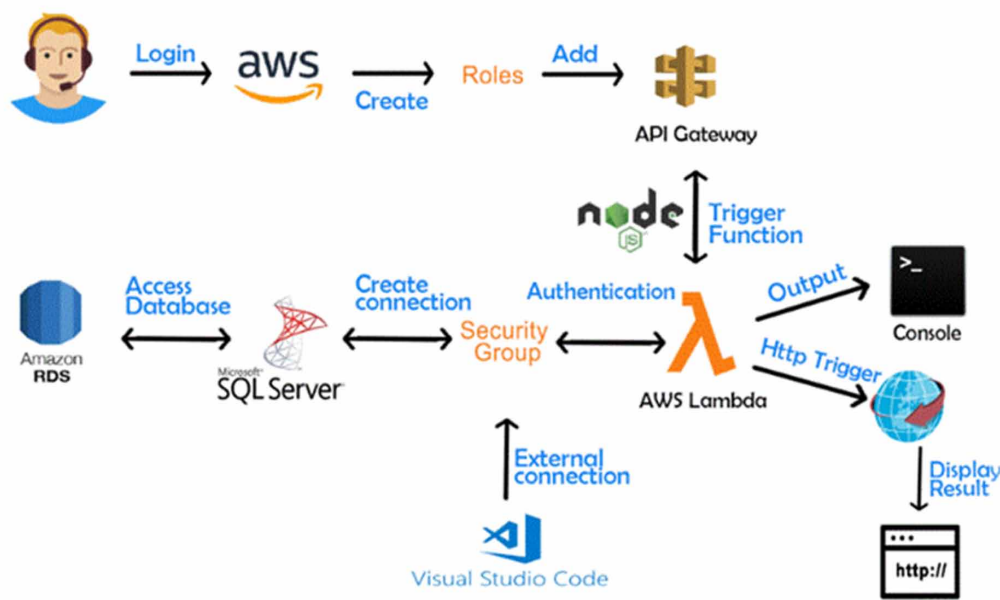 Login
aws
Create
Roles
Add
API Gateway
node
JS
Trigger
Function
Access
Database
Amazon
RDS
Microsoft
SQL Server
Create
connection
Security
Group
Authentication
AWS Lambda
Output
>_
Console
Http Trigger
External
connection
Visual Studio Code
Display
Result
http://